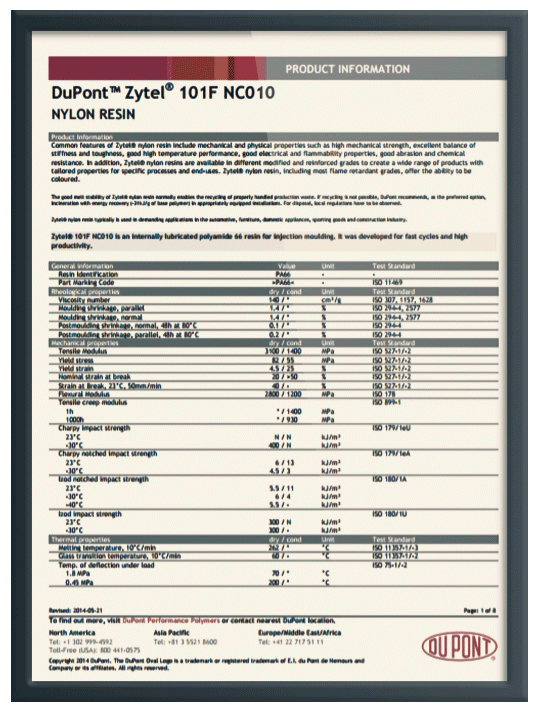 PRODUCT INFORMATION
DuPont™ Zytel® 101F NC010
NYLON RESIN
Product Information
Common features of Zytel® nylon resin include mechanical and physical properties such as high mechanical strength, excellent balance of
stiffness and toughness, good high temperature performance, good electrical and flammability properties, good abrasion and chemical
resistance. In addition, Zytel® nylon resins are available in different modified and reinforced grades to create a wide range of products with
tailored properties for specific processes and end-uses. Zytel® nylon resin, including most flame retardant grades, offer the ability to be
coloured.
The good melt stability of Zytel® nylon resin normally enables the recycling of properly handled production waste. If recycling is not possible, DuPont recommends, as the preferred option,
incineration with energy recovery (-31kJ/g of base polymer) in appropriately equipped installations. For disposal, local regulations have to be observed.
Zytel® nylon resin typically is used in demanding applications in the automotive, furniture, domestic appliances, sporting goods and construction industry.
Zytel® 101F NC010 is an internally lubricated polyamide 66 resin for injection moulding. It was developed for fast cycles and high
productivity.
General information Value Unit Test Standard
Resin Identification PA66 - -
Part Marking Code >PA66< - ISO 11469
Rheological properties dry / cond Unit Test Standard
Viscosity number 140 / * cm³/g ISO 307, 1157, 1628
Moulding shrinkage, parallel 1.4 / * % ISO 294-4, 2577
Moulding shrinkage, normal 1.4 / * % ISO 294-4, 2577
Postmoulding shrinkage, normal, 48h at 80°C 0.1 / * % ISO 294-4
Postmoulding shrinkage, parallel, 48h at 80°C 0.2 / * % ISO 294-4
Mechanical properties dry / cond Unit Test Standard
Tensile Modulus 3100 / 1400 MPa ISO 527-1/-2
Yield stress 82 / 55 MPa ISO 527-1/-2
Yield strain 4.5 / 25 % ISO 527-1/-2
Nominal strain at break 20 / >50 % ISO 527-1/-2
Strain at Break, 23°C, 50mm/min 40 / - % ISO 527-1/-2
Flexural Modulus 2800 / 1200 MPa ISO 178
Tensile creep modulus ISO 899-1
1h * / 1400 MPa
1000h * / 930 MPa
Charpy impact strength ISO 179/1eU
23°C N / N kJ/m²
-30°C 400 / N kJ/m²
Charpy notched impact strength ISO 179/1eA
23°C 6 / 13 kJ/m²
-30°C 4.5 / 3 kJ/m²
Izod notched impact strength ISO 180/1A
23°C 5.5 / 11 kJ/m²
-30°C 6 / 4 kJ/m²
-40°C 5.5 / - kJ/m²
Izod impact strength ISO 180/1U
23°C 300 / N kJ/m²
-30°C 300 / - kJ/m²
Thermal properties dry / cond Unit Test Standard
Melting temperature, 10°C/min 262 / * °C ISO 11357-1/-3
Glass transition temperature, 10°C/min 60 / - °C ISO 11357-1/-2
Temp. of deflection under load ISO 75-1/-2
1.8 MPa 70 / * °C
0.45 MPa 200 / * °C
Revised: 2014-05-21 Page: 1 of 8
To find out more, visit DuPont Performance Polymers or contact nearest DuPont location.
North America Asia Pacific Europe/Middle East/Africa
Tel: +1 302 999-4592 Tel: +81 3 5521 8600 Tel: +41 22 717 51 11
Toll-Free (USA): 800 441-0575
Copyright 2014 DuPont. The DuPont Oval Logo is a trademark or registered trademark of E.I. du Pont de Nemours and
Company or its affiliates. All rights reserved.
DUPONT®